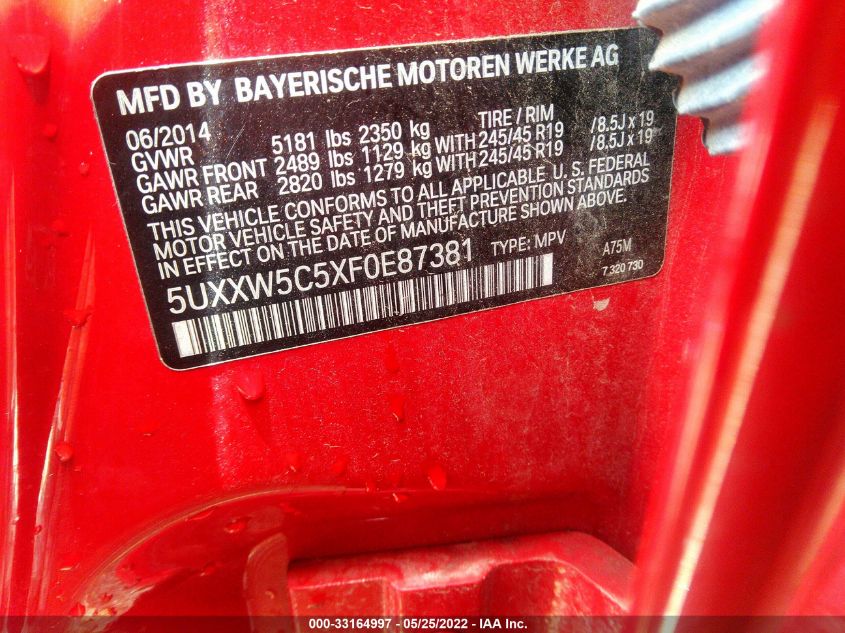 MFD BY BAYERISCHE MOTOREN WERKE AG
06/2014 TIRE / RIM
GVWR 5181 lbs 2350 kg
GAWR FRONT 2489 lbs 1129 kg WITH 245/45 R19 / 8.5J x 19
GAWR REAR 2820 lbs 1279 kg WITH 245/45 R19 / 8.5J x 19
THIS VEHICLE CONFORMS TO ALL APPLICABLE U. S. FEDERAL
MOTOR VEHICLE SAFETY AND THEFT PREVENTION STANDARDS
IN EFFECT ON THE DATE OF MANUFACTURE SHOWN ABOVE.
5UXXW5C5XF0E87381 TYPE: MPV A75M
7 320 730
000-33164997 - 05/25/2022 - IAA Inc.